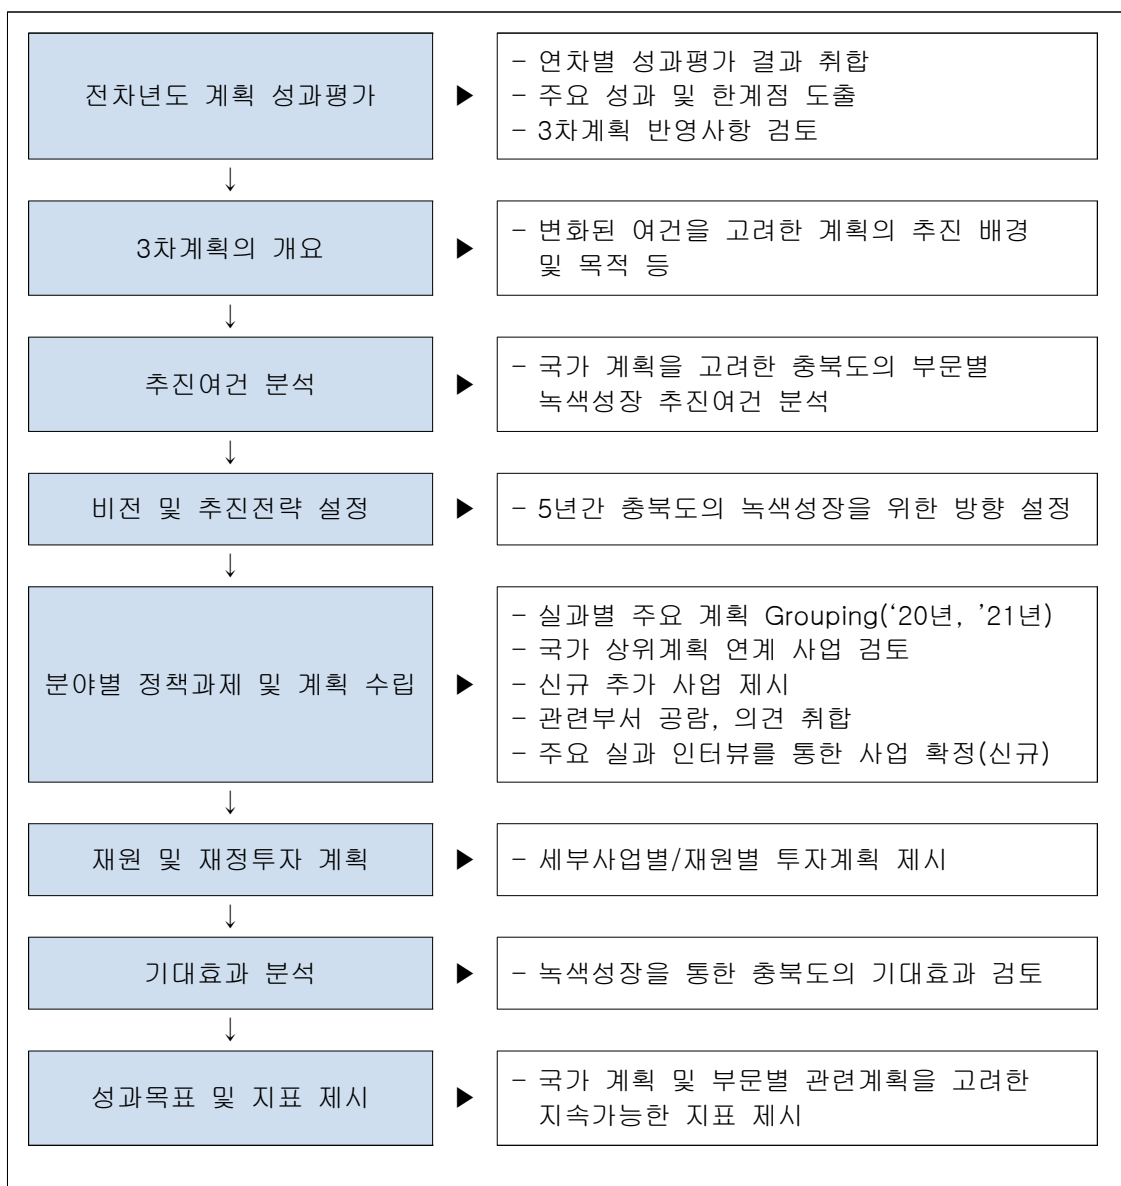 전차년도 계획 성과평가
▶
- 연차별 성과평가 결과 취합
- 주요 성과 및 한계점 도출
- 3차계획 반영사항 검토
↓
3차계획의 개요
▶
- 변화된 여건을 고려한 계획의 추진 배경
및 목적 등
↓
추진여건 분석
▶
- 국가 계획을 고려한 충북도의 부문별
녹색성장 추진여건 분석
↓
비전 및 추진전략 설정
▶
- 5년간 충북도의 녹색성장을 위한 방향 설정
↓
분야별 정책과제 및 계획 수립
▶
- 실과별 주요 계획 Grouping(‘20년, ’21년)
- 국가 상위계획 연계 사업 검토
- 신규 추가 사업 제시
- 관련부서 공람, 의견 취합
- 주요 실과 인터뷰를 통한 사업 확정(신규)
↓
재원 및 재정투자 계획
▶
- 세부사업별/재원별 투자계획 제시
↓
기대효과 분석
▶
- 녹색성장을 통한 충북도의 기대효과 검토
↓
성과목표 및 지표 제시
▶
- 국가 계획 및 부문별 관련계획을 고려한
지속가능한 지표 제시